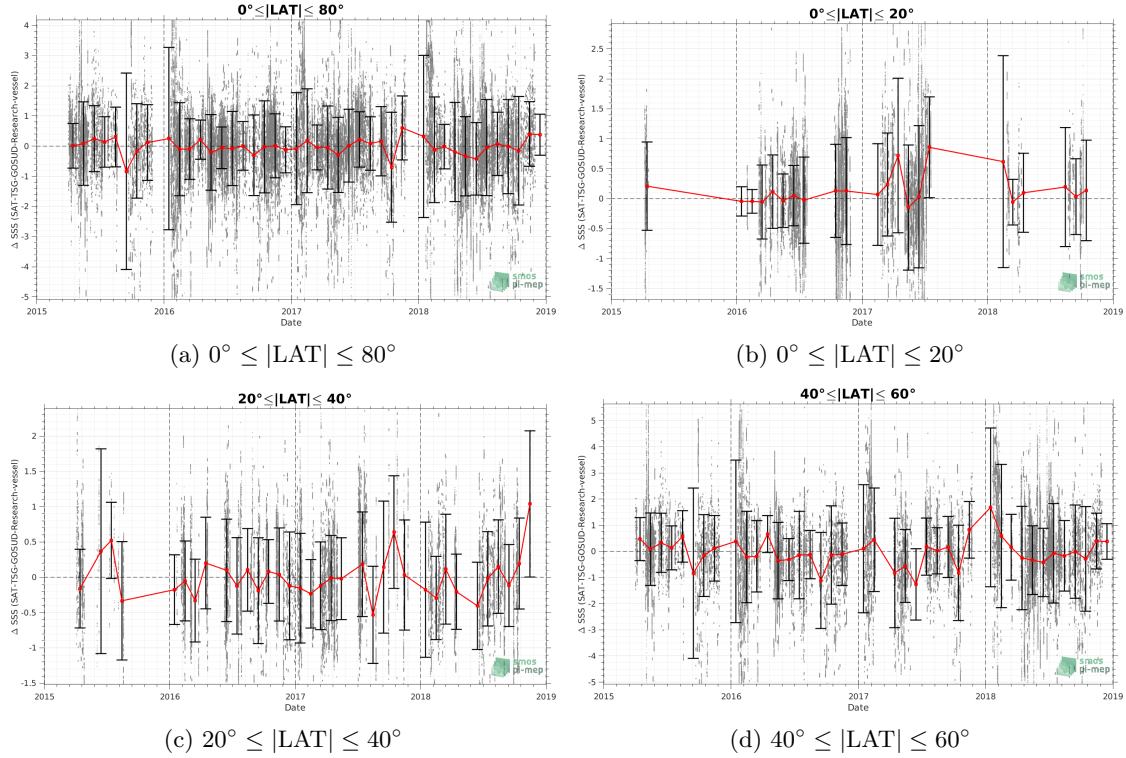 0°≤|LAT|≤ 80°
Δ SSS (SAT-TSG-GOSUD-Research-vessel)
4
3
2
1
0
-1
-2
-3
-4
-5
smos
pi-mep
2015
2016
2017
2018
2019
Date
(a) 0° ≤ |LAT| ≤ 80°
0°≤|LAT|≤ 20°
Δ SSS (SAT-TSG-GOSUD-Research-vessel)
2.5
2
1.5
1
0.5
0
-0.5
-1
-1.5
smos
pi-mep
2015
2016
2017
2018
2019
Date
(b) 0° ≤ |LAT| ≤ 20°
20°≤|LAT|≤ 40°
Δ SSS (SAT-TSG-GOSUD-Research-vessel)
2
1.5
1
0.5
0
-0.5
-1
-1.5
smos
pi-mep
2015
2016
2017
2018
2019
Date
(c) 20° ≤ |LAT| ≤ 40°
40°≤|LAT|≤ 60°
Δ SSS (SAT-TSG-GOSUD-Research-vessel)
5
4
3
2
1
0
-1
-2
-3
-4
-5
smos
pi-mep
2015
2016
2017
2018
2019
Date
(d) 40° ≤ |LAT| ≤ 60°